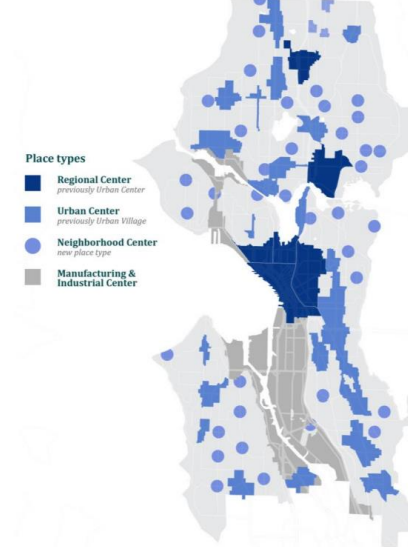 Place types
Regional Center
previously Urban Center
Urban Center
previously Urban Village
Neighborhood Center
new place type
Manufacturing &
Industrial Center